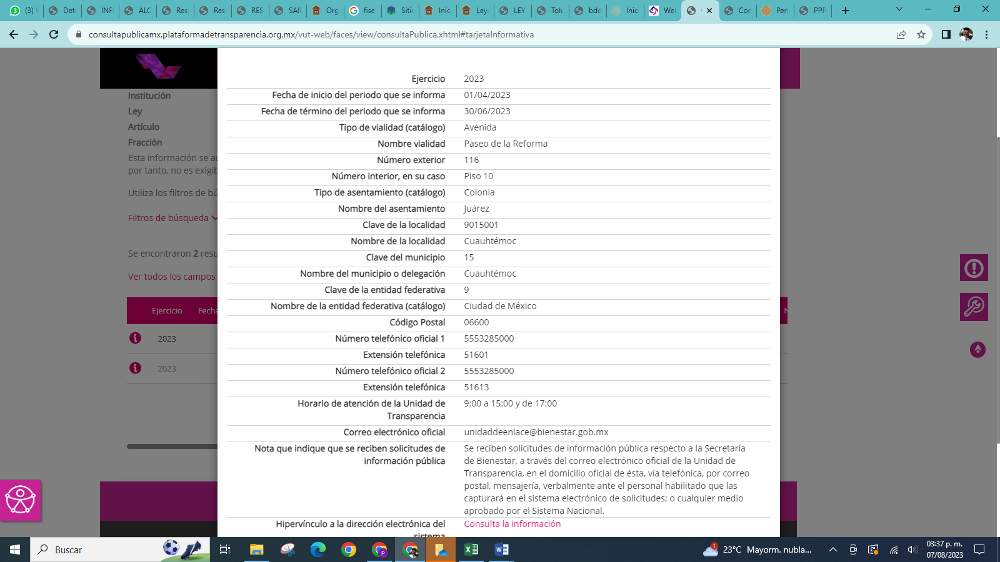 (3) \
Det
INF
ALC
Res
Res
RES
SAI
Org
fise
Sitic
Inic
Ley
LEY
Tolu
bdc
Inic
Wel
Con
Pen
PPP
consultapublicamx.plataformadetransparencia.org.mx/vut-web/faces/view/consultaPublica.xhtml#tarjetaInformativa
Institución
Ley
Artículo
Fracción
Esta información se ac
por tanto, no es exigib
Utiliza los filtros de bú
Filtros de búsqueda
Se encontraron 2 resu
Ver todos los campos
Ejercicio Fecha
2023
2023
Ejercicio 2023
Fecha de inicio del periodo que se informa 01/04/2023
Fecha de término del periodo que se informa 30/06/2023
Tipo de vialidad (catálogo) Avenida
Nombre vialidad Paseo de la Reforma
Número exterior 116
Número interior, en su caso Piso 10
Tipo de asentamiento (catálogo) Colonia
Nombre del asentamiento Juárez
Clave de la localidad 9015001
Nombre de la localidad Cuauhtémoc
Clave del municipio 15
Nombre del municipio o delegación Cuauhtémoc
Clave de la entidad federativa 9
Nombre de la entidad federativa (catálogo) Ciudad de México
Código Postal 06600
Número telefónico oficial 1 5553285000
Extensión telefónica 51601
Número telefónico oficial 2 5553285000
Extensión telefónica 51613
Horario de atención de la Unidad de 9:00 a 15:00 y de 17:00
Transparencia
Correo electrónico oficial unidaddeenlace@bienestar.gob.mx
Nota que indique que se reciben solicitudes de Se reciben solicitudes de información pública respecto a la Secretaría
información pública de Bienestar, a través del correo electrónico oficial de la Unidad de
Transparencia, en el domicilio oficial de ésta, vía telefónica, por correo
postal, mensajería, verbalmente ante el personal habilitado que las
capturará en el sistema electrónico de solicitudes; o cualquier medio
aprobado por el Sistema Nacional.
Hipervínculo a la dirección electrónica del Consulta la información
sistema
Buscar
23°C Mayorm. nubla...
03:37 p. m.
07/08/2023